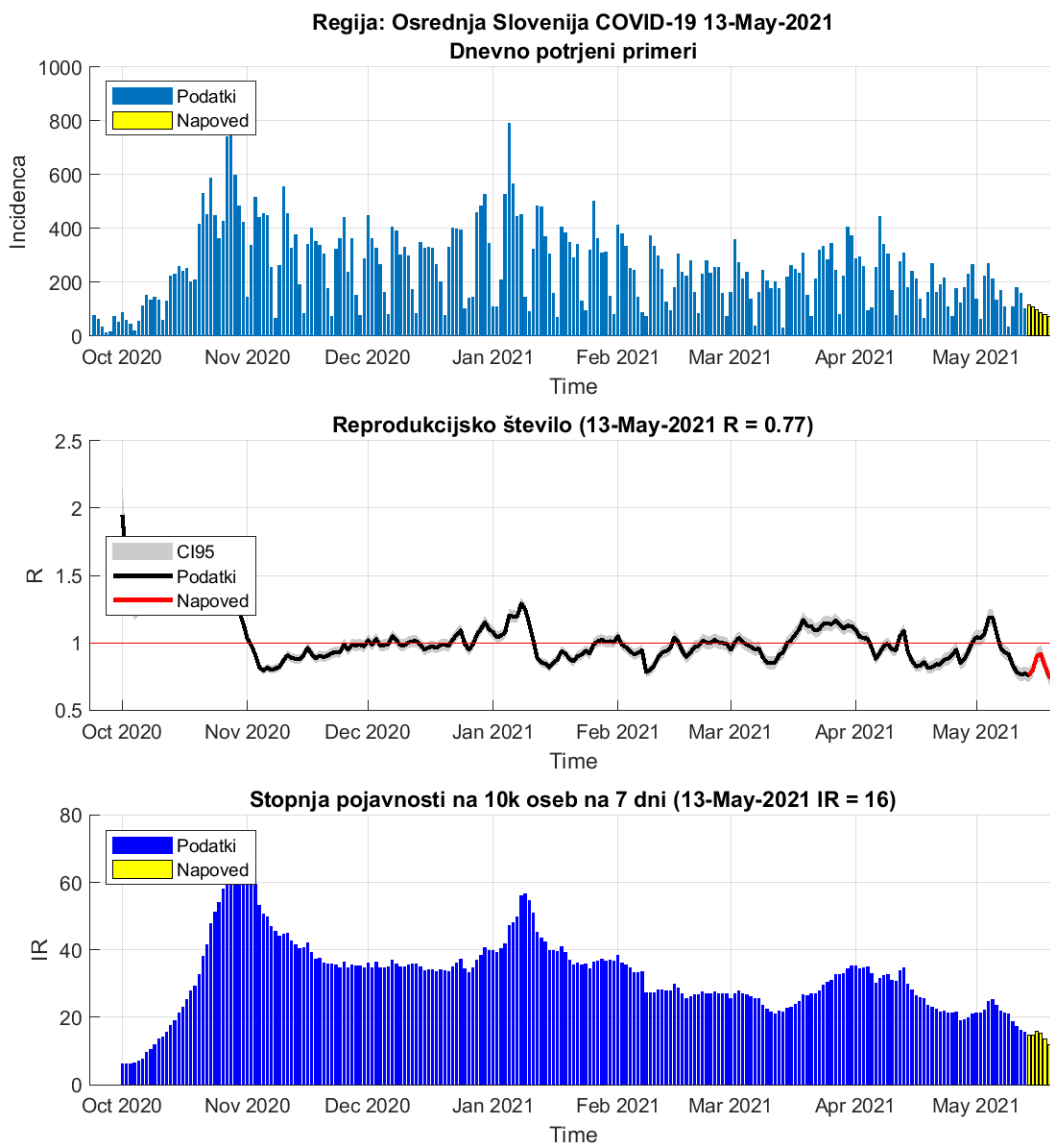 Regija: Osrednja Slovenija COVID-19 13-May-2021
Dnevno potrjeni primeri
1000
800
600
400
200
0
Incidenca
Podatki
Napoved
Oct 2020 Nov 2020 Dec 2020 Jan 2021 Feb 2021 Mar 2021 Apr 2021 May 2021
Time
Reprodukcijsko število (13-May-2021 R = 0.77)
2.5
2
1.5
1
0.5
R
CI95
Podatki
Napoved
Oct 2020 Nov 2020 Dec 2020 Jan 2021 Feb 2021 Mar 2021 Apr 2021 May 2021
Time
Stopnja pojavnosti na 10k oseb na 7 dni (13-May-2021 IR = 16)
80
60
40
20
0
IR
Podatki
Napoved
Oct 2020 Nov 2020 Dec 2020 Jan 2021 Feb 2021 Mar 2021 Apr 2021 May 2021
Time